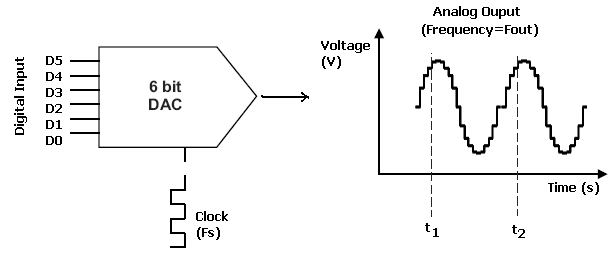 Digital Input
D5
D4
D3
D2
D1
D0
6 bit
DAC
Clock
(Fs)
Analog Ouput
(Frequency=Fout)
Voltage
(V)
Time (s)
t1
t2